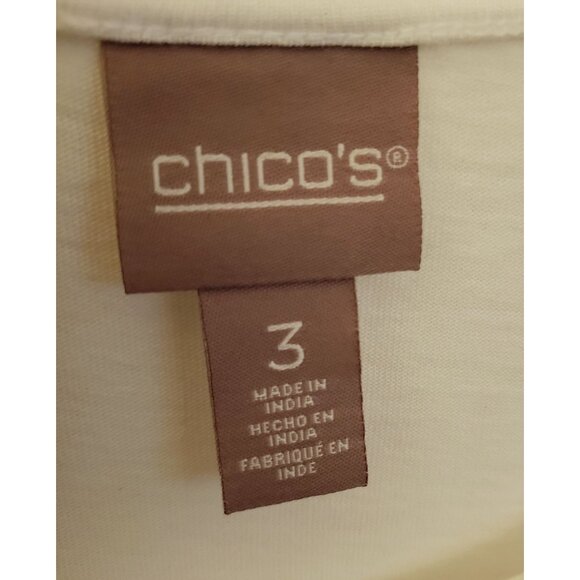 chico's®
3
MADE IN
INDIA
HECHO EN
INDIA
FABRIQUÉ EN
INDE